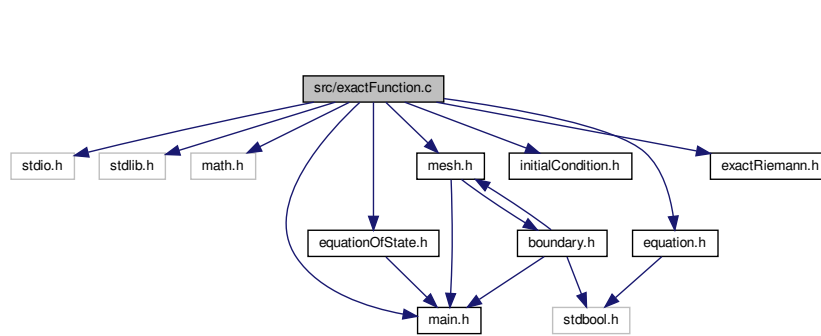 src/exactFunction.c
stdio.h
stdlib.h
math.h
mesh.h
initialCondition.h
exactRiemann.h
equationOfState.h
boundary.h
equation.h
main.h
stdbool.h